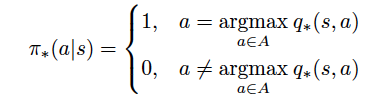 π∗(a|s) = { 1, a = argmax q∗(s, a)
a∈A
0, a ≠ argmax q∗(s, a)
a∈A